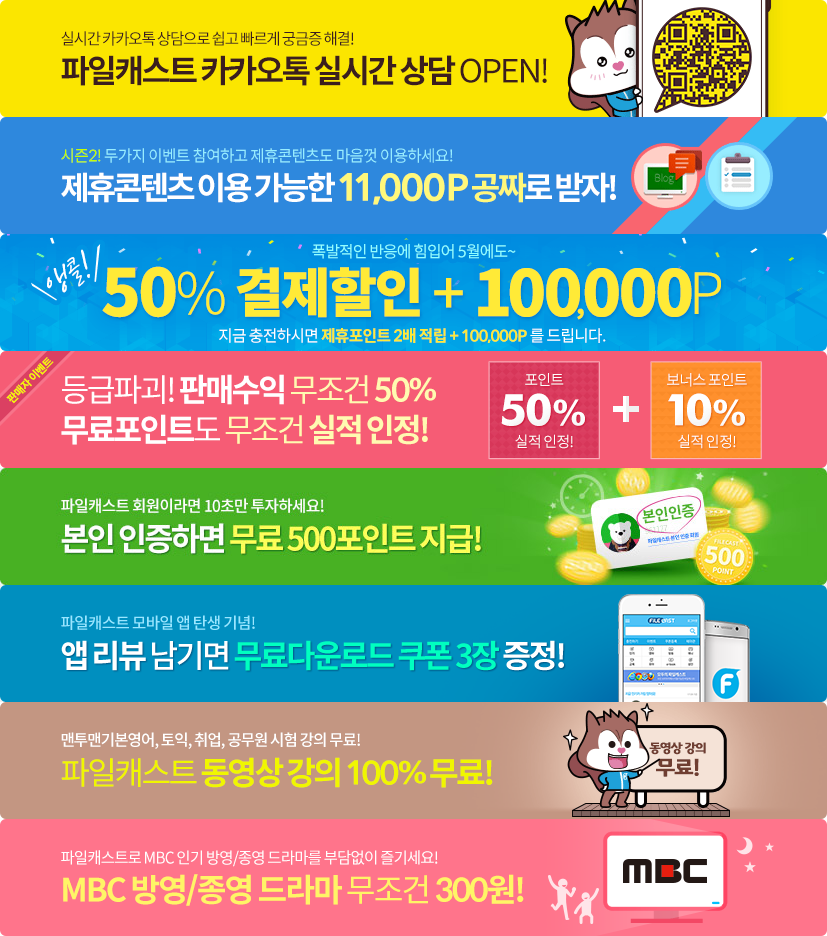 실시간 카카오톡 상담으로 쉽고 빠르게 궁금증 해결!
파일캐스트 카카오톡 실시간 상담 OPEN!
시즌2! 두가지 이벤트 참여하고 제휴콘텐츠도 마음껏 이용하세요!
제휴콘텐츠 이용 가능한 11,000P 공짜로 받자!
Blog
폭발적인 반응에 힘입어 5월에도~
앵콜!
50% 결제할인 + 100,000P
지금 충전하시면 제휴포인트 2배 적립 + 100,000P 를 드립니다.
판매자 이벤트
등급파괴! 판매수익 무조건 50%
무료포인트도 무조건 실적 인정!
포인트
50%
실적 인정!
+
보너스 포인트
10%
실적 인정!
파일캐스트 회원이라면 10초만 투자하세요!
본인 인증하면 무료 500포인트 지급!
본인인증
파일캐스트 본인 인증 회원
FILECAST
500
POINT
파일캐스트 모바일 앱 탄생 기념!
앱 리뷰 남기면 무료다운로드 쿠폰 3장 증정!
FILECAST
F
맨투맨기본영어, 토익, 취업, 공무원 시험 강의 무료!
파일캐스트 동영상 강의 100% 무료!
동영상 강의
무료!
파일캐스트로 MBC 인기 방영/종영 드라마를 부담없이 즐기세요!
MBC 방영/종영 드라마 무조건 300원!
MBC